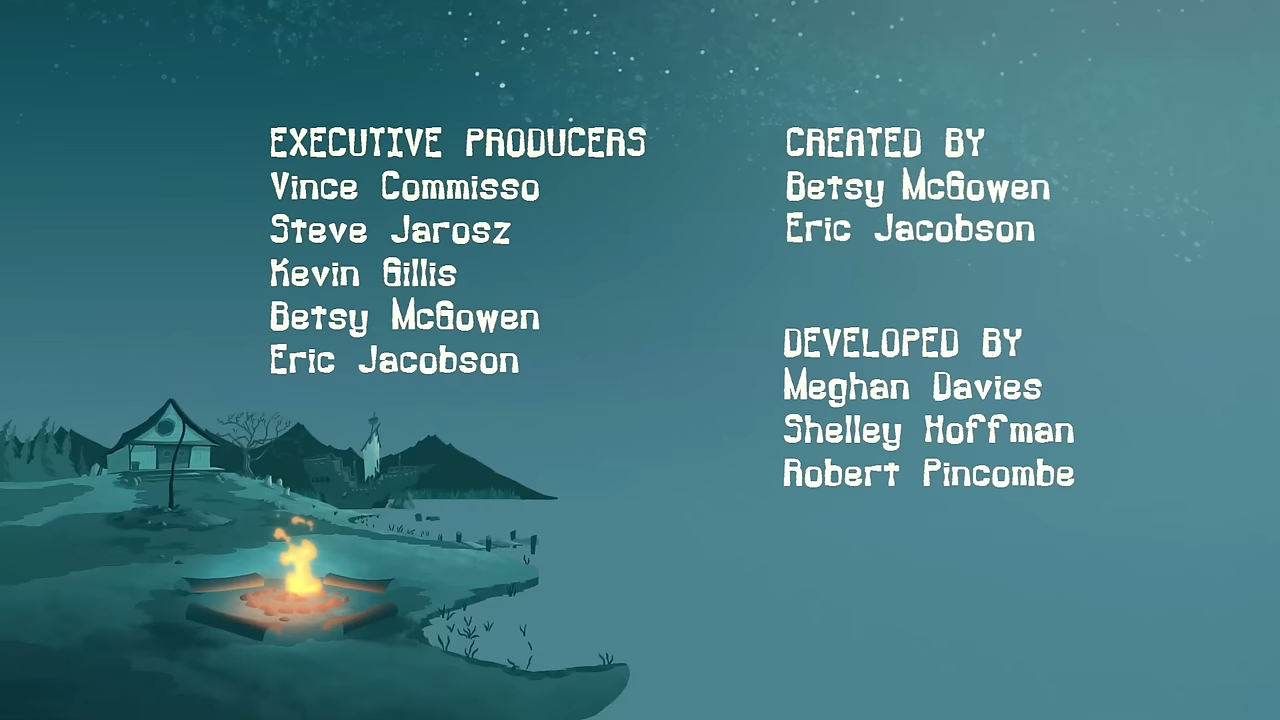 EXECUTIVE PRODUCERS
Vince Commisso
Steve Jarosz
Kevin Gillis
Betsy McGowen
Eric Jacobson
CREATED BY
Betsy McGowen
Eric Jacobson
DEVELOPED BY
Meghan Davies
Shelley Hoffman
Robert Pincombe